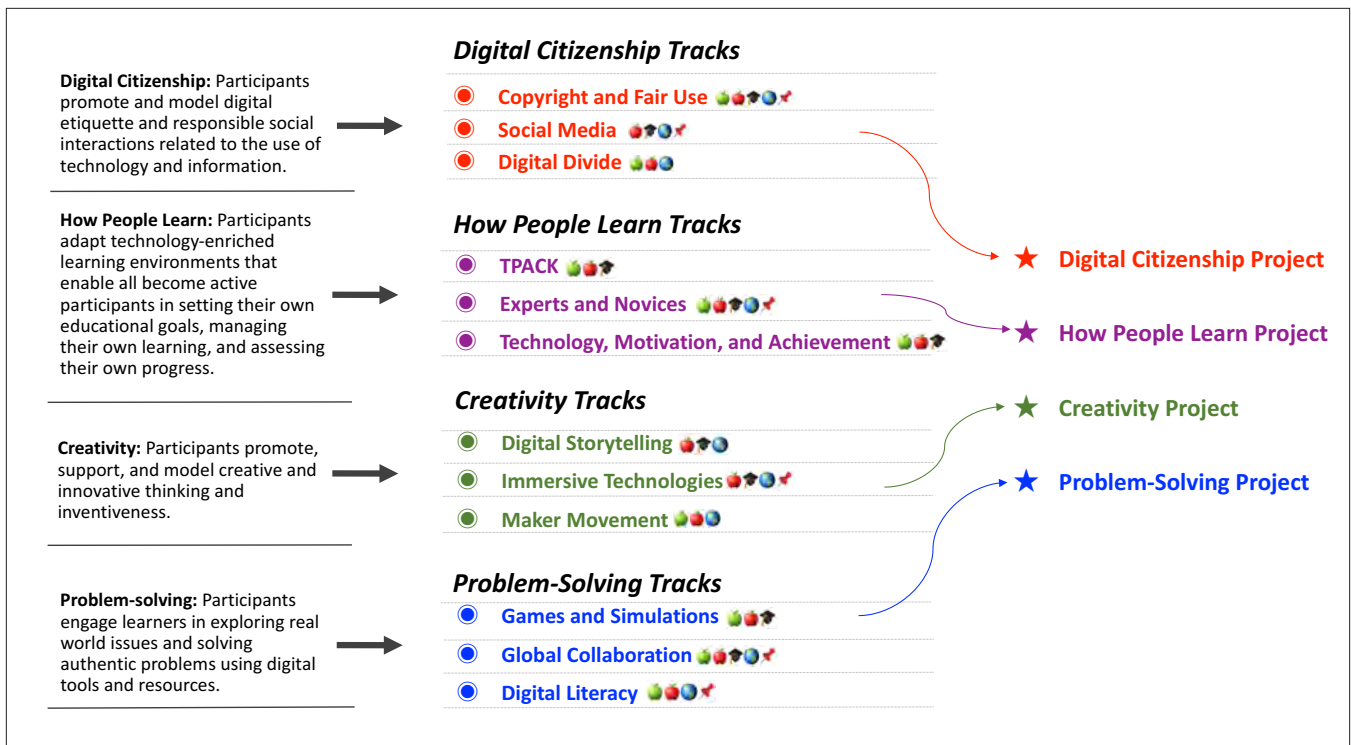 Digital Citizenship: Participants
promote and model digital
etiquette and responsible social
interactions related to the use of
technology and information.
How People Learn: Participants
adapt technology-enriched
learning environments that
enable all become active
participants in setting their own
educational goals, managing
their own learning, and assessing
their own progress.
Creativity: Participants promote,
support, and model creative and
innovative thinking and
inventiveness.
Problem-solving: Participants
engage learners in exploring real
world issues and solving
authentic problems using digital
tools and resources.
Digital Citizenship Tracks
Copyright and Fair Use
Social Media
Digital Divide
How People Learn Tracks
TPACK
Experts and Novices
Technology, Motivation, and Achievement
Creativity Tracks
Digital Storytelling
Immersive Technologies
Maker Movement
Problem-Solving Tracks
Games and Simulations
Global Collaboration
Digital Literacy
Digital Citizenship Project
How People Learn Project
Creativity Project
Problem-Solving Project